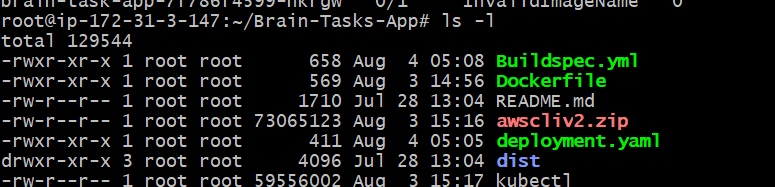 brain-task-app-7f786f4599-nkrgw   0/1     InvalidImageName   0
root@ip-172-31-3-147:~/Brain-Tasks-App# ls -l
total 129544
-rwxr-xr-x 1 root root      658 Aug  4 05:08 Buildspec.yml
-rwxr-xr-x 1 root root      569 Aug  3 14:56 Dockerfile
-rw-r--r-- 1 root root     1710 Jul 28 13:04 README.md
-rw-r--r-- 1 root root 73065123 Aug  3 15:16 awscliv2.zip
-rwxr-xr-x 1 root root      411 Aug  4 05:05 deployment.yaml
drwxr-xr-x 3 root root     4096 Jul 28 13:04 dist
-rw-r--r-- 1 root root 59556002 Aug  3 15:17 kubectl